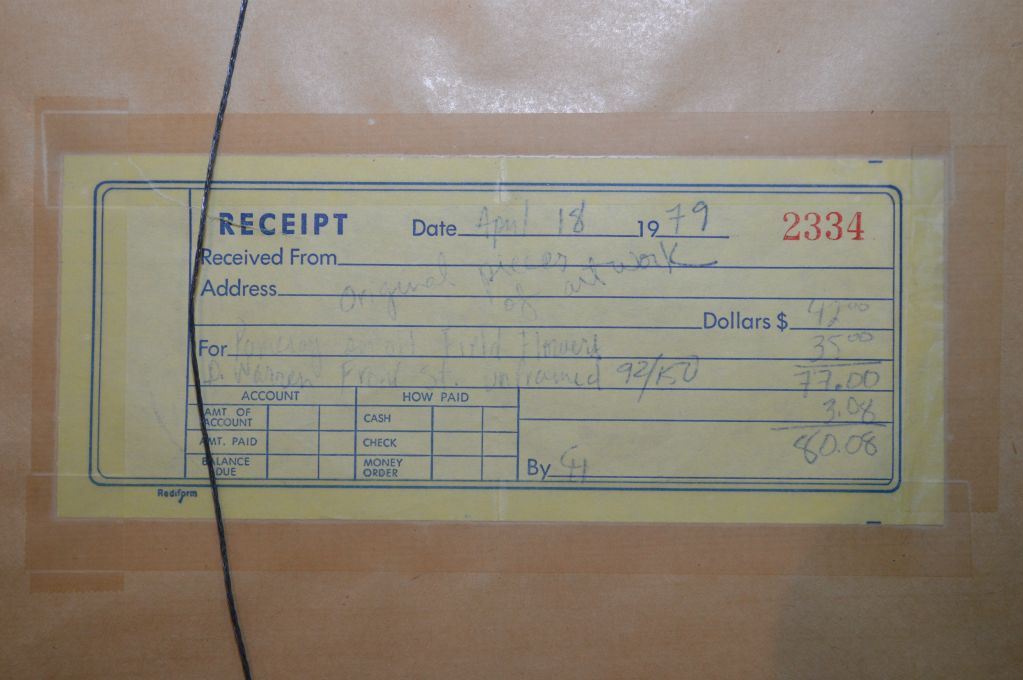 RECEIPT Date April 18 1979 2334
Received From
Address Original pieces of artwork
Dollars $ 42.00
For small Field Flowers 35.00
D. Warren Front St. unframed 92/150 77.00
ACCOUNT HOW PAID
AMT OF ACCOUNT CASH 3.08
AMT. PAID CHECK 80.08
BALANCE DUE MONEY ORDER By
Rediform